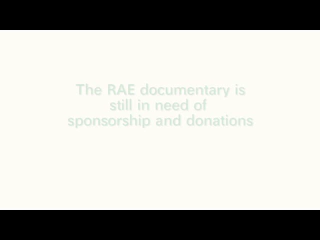 The RAE documentary is
still in need of
sponsorship and donations